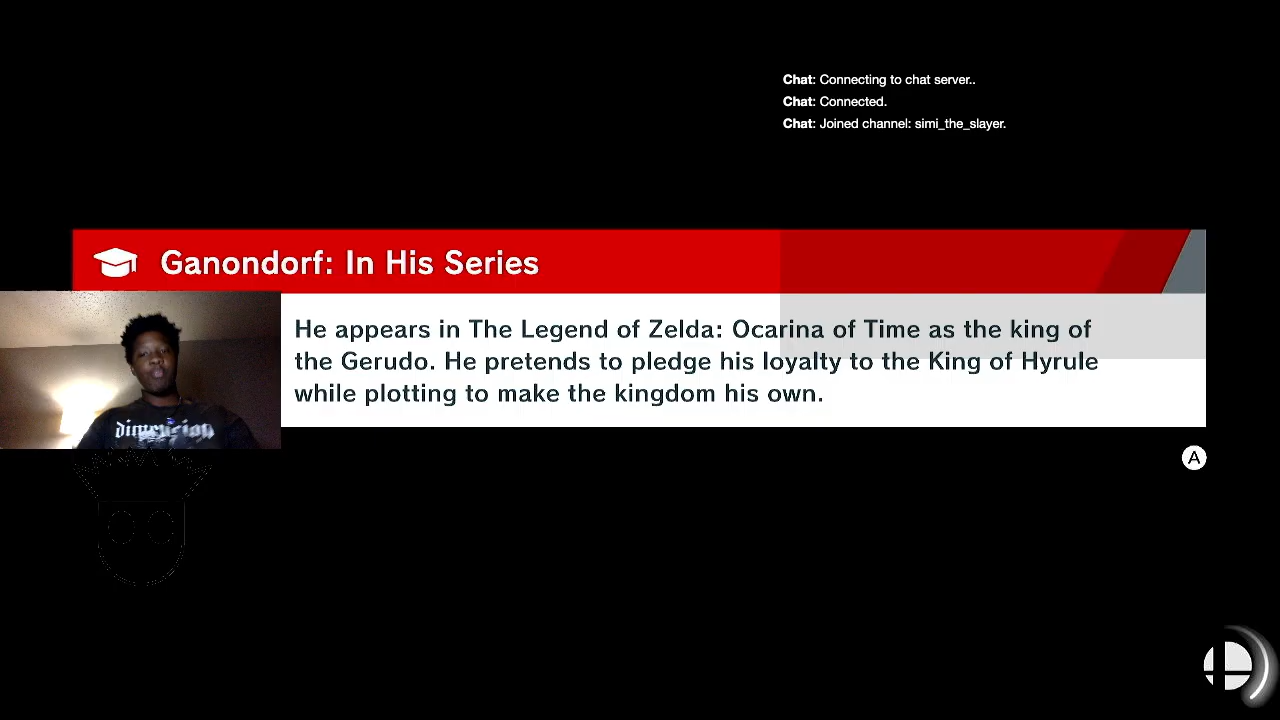 Chat: Connecting to chat server..
Chat: Connected.
Chat: Joined channel: simi_the_slayer.
Ganondorf: In His Series
He appears in The Legend of Zelda: Ocarina of Time as the king of
the Gerudo. He pretends to pledge his loyalty to the King of Hyrule
while plotting to make the kingdom his own.
dimension
A